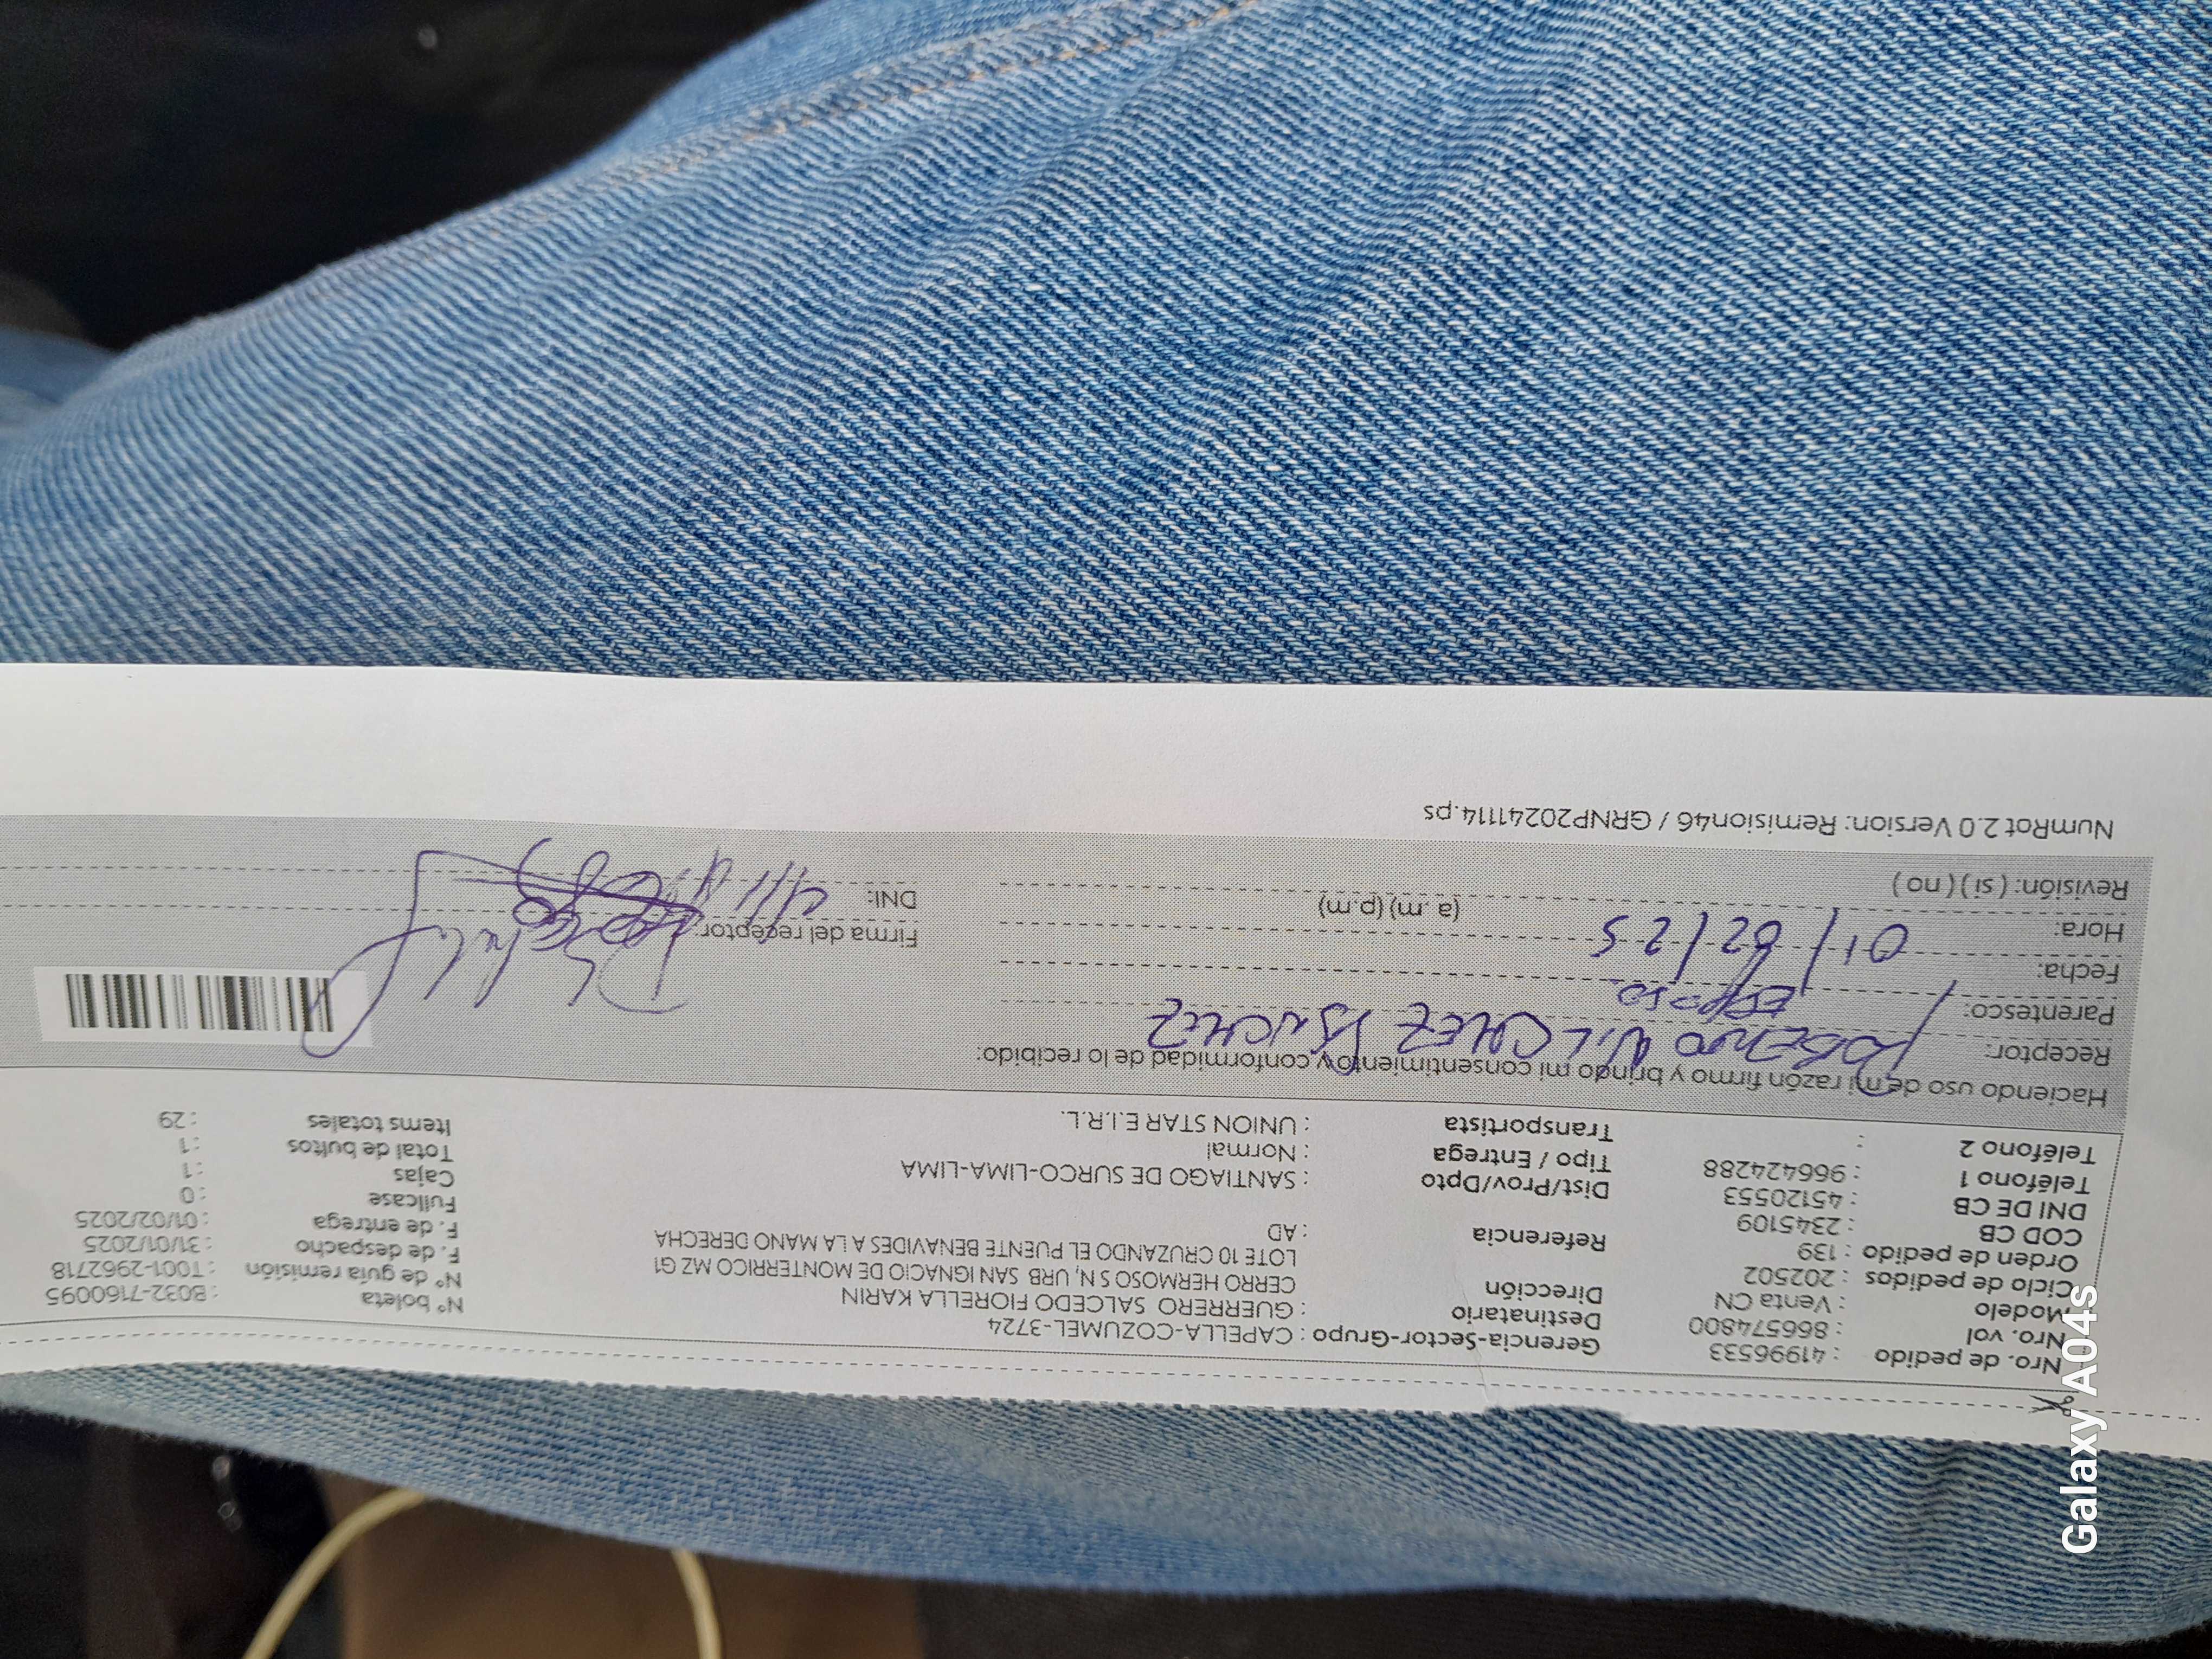 Nro. de pedido : 41996533
Nro. vol : 866574800
Modelo : Venta CN
Ciclo de pedidos : 202502
Orden de pedido : 139
COD CB : 2345109
DNI DE CB : 45120553
Teléfono 1 : 966424288
Teléfono 2 :
Gerencia-Sector-Grupo : CAPELLA-COZUMEL-3724
Destinatario : GUERRERO SALCEDO FIORELLA KARIN
Dirección CERRO HERMOSO S N, URB SAN IGNACIO DE MONTERRICO MZ G1
LOTE 10 CRUZANDO EL PUENTE BENAVIDES A LA MANO DERECHA
Referencia : AD
Dist/Prov/Dpto : SANTIAGO DE SURCO-LIMA-LIMA
Tipo / Entrega : Normal
Transportista : UNION STAR E.I.R.L.
N° boleta : B032-7160095
N° de guía remisión : T001-2962718
F. de despacho : 31/01/2025
F. de entrega : 01/02/2025
Fullcase : 0
Cajas : 1
Total de bultos : 1
Items totales : 29
Haciendo uso de mi razón firmo y brindo mi consentimiento y conformidad de lo recibido:
Receptor:
Parentesco: Esposo
Fecha: 01/02/25
Hora: (a.m) (p.m)
Revisión: ( si ) ( no )
Firma del receptor:
DNI:
NumRot 2.0 Version: Remision46 / GRNP20241114.ps
Galaxy A04s